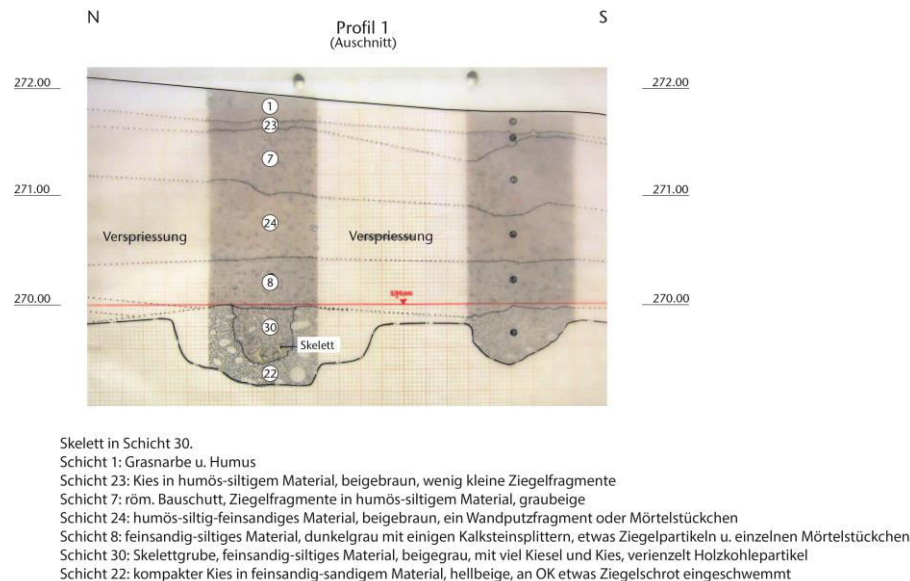 N
S
Profil 1
(Auschnitt)
272.00
272.00
1
23
7
271.00
271.00
24
Verspriessung
Verspriessung
8
270.00
270.00
30
Skelett
22
Skelett in Schicht 30.
Schicht 1: Grasnarbe u. Humus
Schicht 23: Kies in humös-siltigem Material, beigebraun, wenig kleine Ziegelfragmente
Schicht 7: röm. Bauschutt, Ziegelfragmente in humös-siltigem Material, graubeige
Schicht 24: humös-siltig-feinsandiges Material, beigebraun, ein Wandputzfragment oder Mörtelstückchen
Schicht 8: feinsandig-siltiges Material, dunkelgrau mit einigen Kalksteinsplittern, etwas Ziegelpartikeln u. einzelnen Mörtelstückchen
Schicht 30: Skelettgrube, feinsandig-siltiges Material, beigegrau, mit viel Kiesel und Kies, verienzelt Holzkohlepartikel
Schicht 22: kompakter Kies in feinsandig-sandigem Material, hellbeige, an OK etwas Ziegelschrot eingeschwemmt